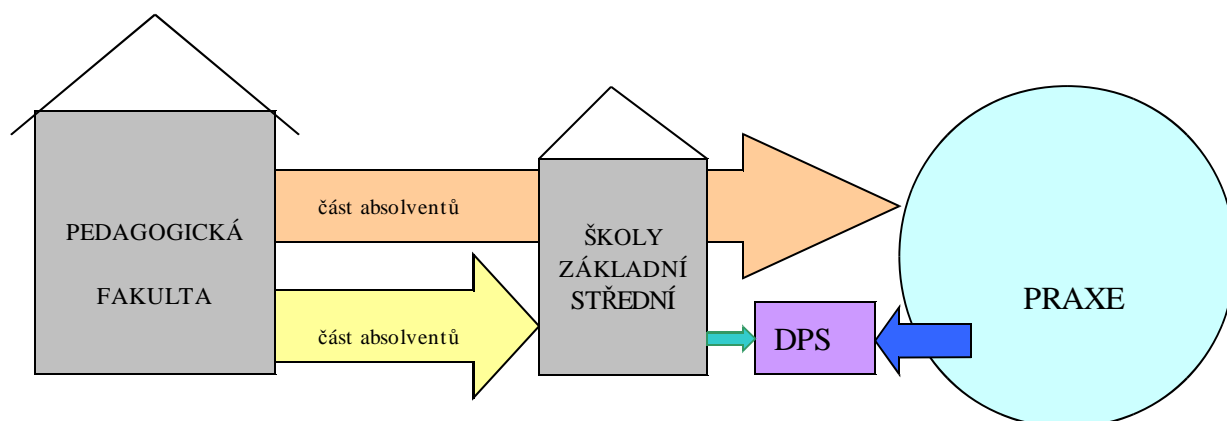 PEDAGOGICKÁ
FAKULTA
část absolventů
část absolventů
ŠKOLY
ZÁKLADNÍ
STŘEDNÍ
DPS
PRAXE